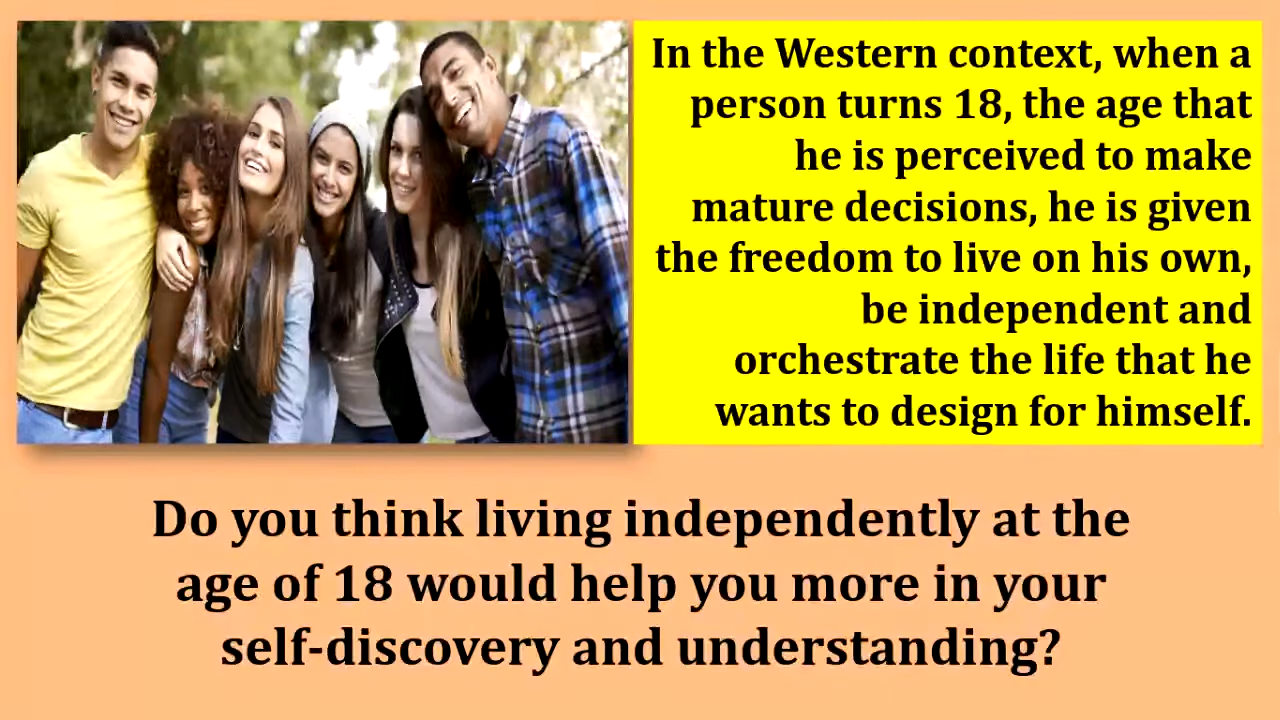 In the Western context, when a
person turns 18, the age that
he is perceived to make
mature decisions, he is given
the freedom to live on his own,
be independent and
orchestrate the life that he
wants to design for himself.
Do you think living independently at the
age of 18 would help you more in your
self-discovery and understanding?